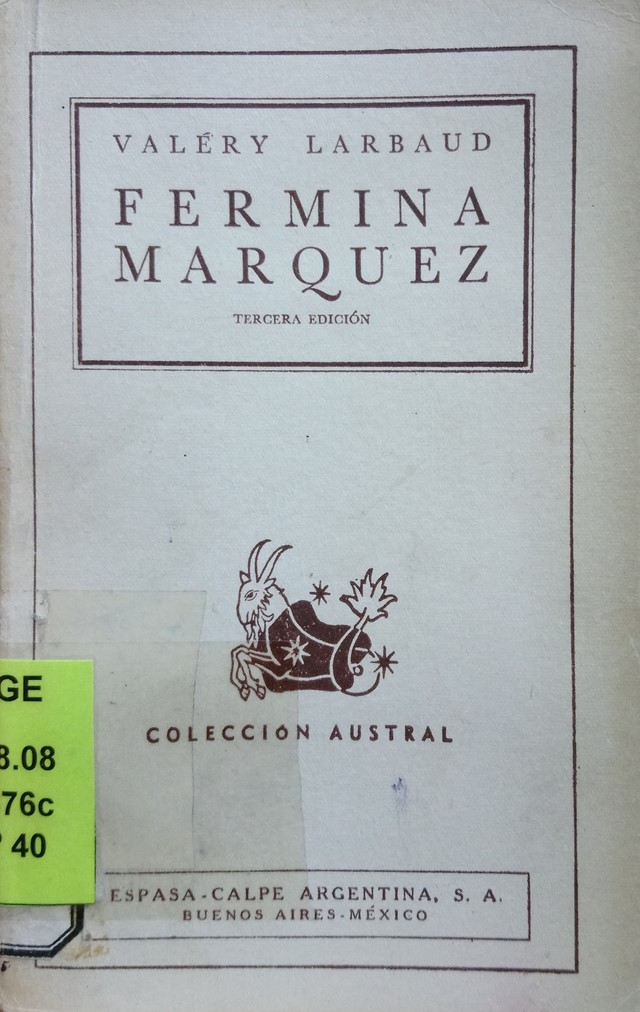 VALÉRY LARBAUD
FERMINA
MARQUEZ
TERCERA EDICIÓN
COLECCIÓN AUSTRAL
GE
8.08
76c
40
ESPASA-CALPE ARGENTINA, S. A.
BUENOS AIRES-MÉXICO